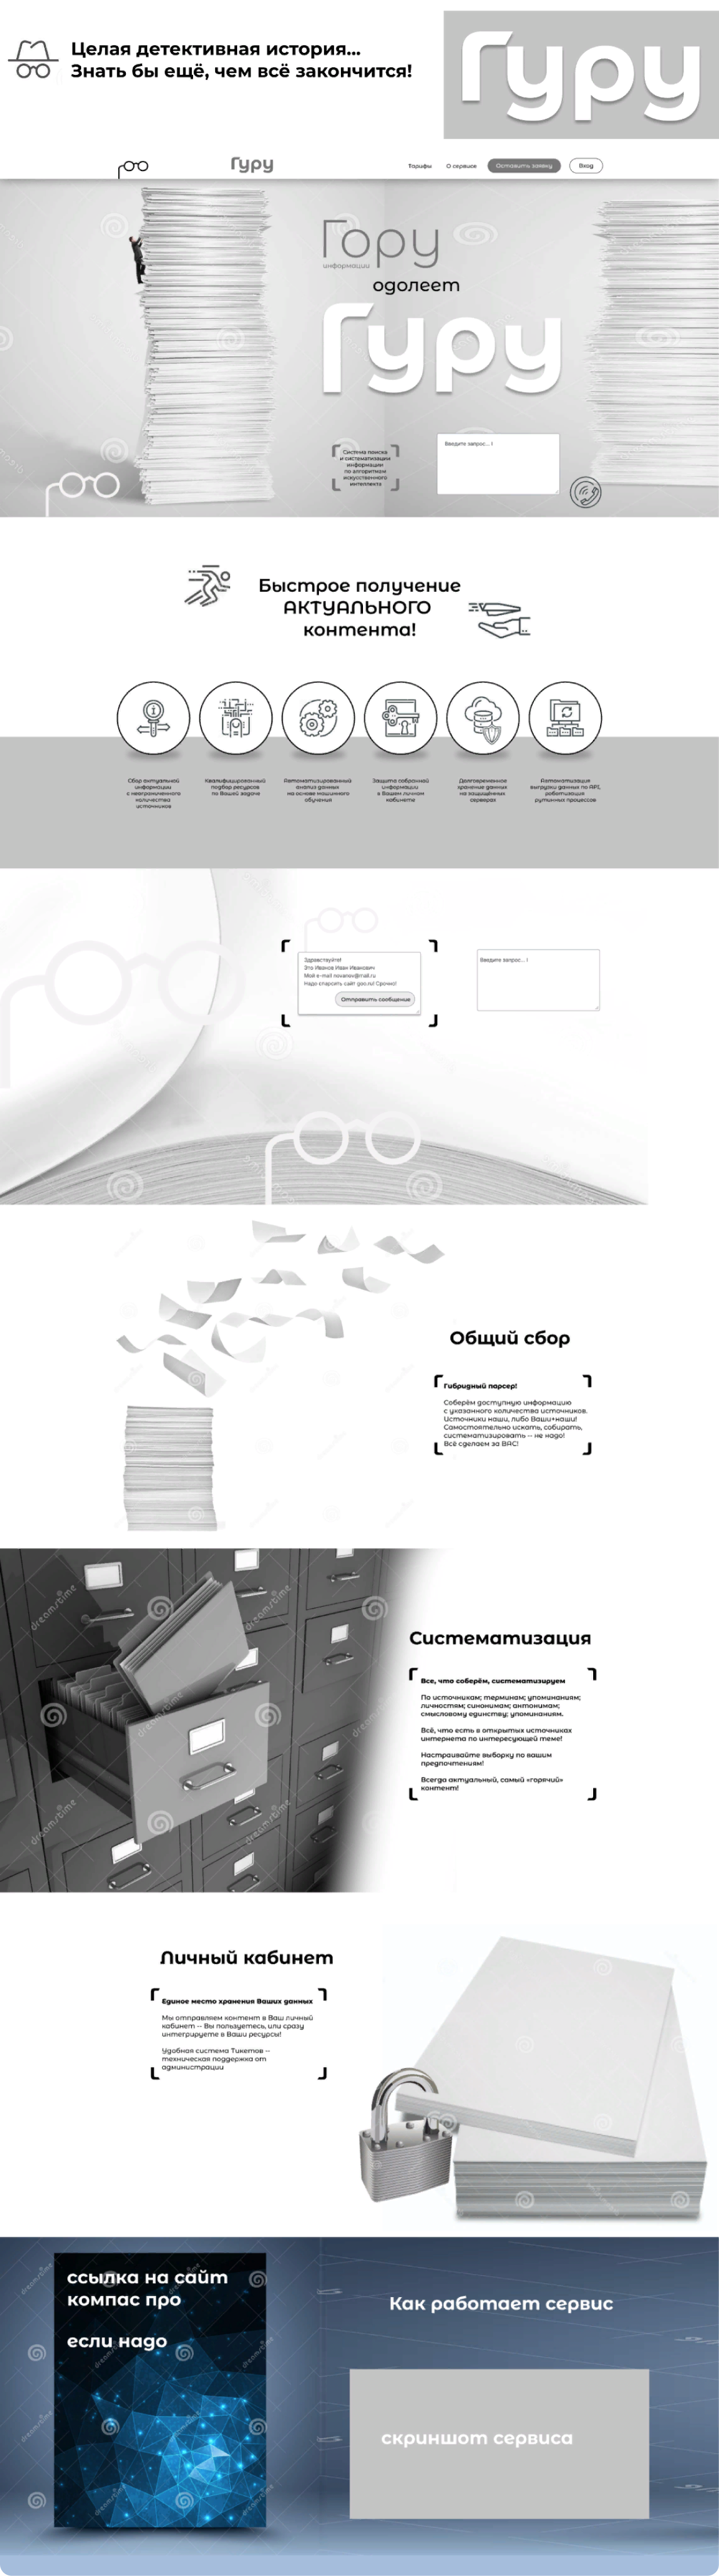 Целая детективная история...
Знать бы ещё, чем всё закончится!
Гуру
Гуру
Тарифы
О сервисе
Оставить заявку
Вход
Гору
информации
одолеет
Гуру
Система поиска
и систематизации
информации
по алгоритмам
искусственного
интеллекта
Введите запрос... I
Быстрое получение
АКТУАЛЬНОГО
контента!
Сбор актуальной
информации
с неограниченного
количества
источников
Квалифицированный
подбор ресурсов
по Вашей задаче
Автоматизированный
анализ данных
на основе машинного
обучения
Защита собранной
информации
в Вашем личном
кабинете
Долговременное
хранение данных
на защищённых
серверах
Автоматизация
выгрузки данных по API,
роботизация
рутинных процессов
Здравствуйте!
Это Иванов Иван Иванович
Мой e-mail novanov@mail.ru
Надо спарсить сайт goo.ru! Срочно!
Отправить сообщение
Введите запрос... I
Общий сбор
Гибридный парсер!
Соберём доступную информацию
с указанного количества источников.
Источники наши, либо Ваши+наши!
Самостоятельно искать, собирать,
систематизировать -- не надо!
Всё сделаем за ВАС!
dreamstime
Систематизация
Все, что соберём, систематизируем
По источникам; терминам; упоминаниям;
личностям; синонимам; антонимам;
смысловому единству; упоминаниям.
Всё, что есть в открытых источниках
интернета по интересующей теме!
Настраивайте выборку по вашим
предпочтениям!
Всегда актуальный, самый «горячий»
контент!
dreamstime
dreamstime
Личный кабинет
Единое место хранения Ваших данных
Мы отправляем контент в Ваш личный
кабинет -- Вы пользуетесь, или сразу
интегрируете в Ваши ресурсы!
Удобная система Тикетов --
техническая поддержка от
администрации
ссылка на сайт
компас про
если надо
Как работает сервис
скриншот сервиса